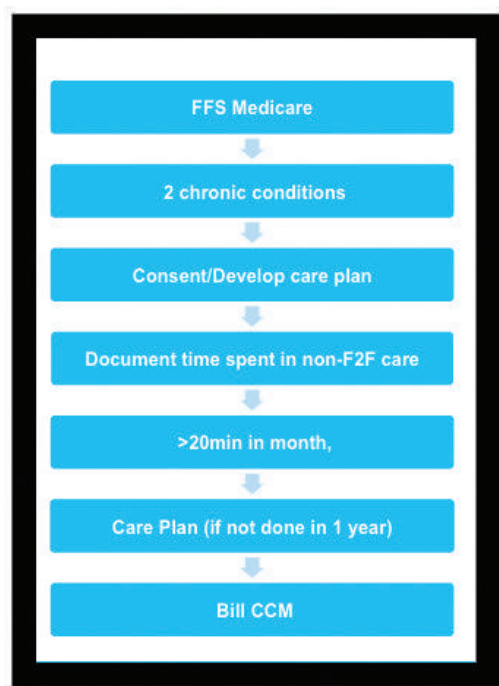 FFS Medicare
2 chronic conditions
Consent/Develop care plan
Document time spent in non-F2F care
>20min in month,
Care Plan (if not done in 1 year)
Bill CCM